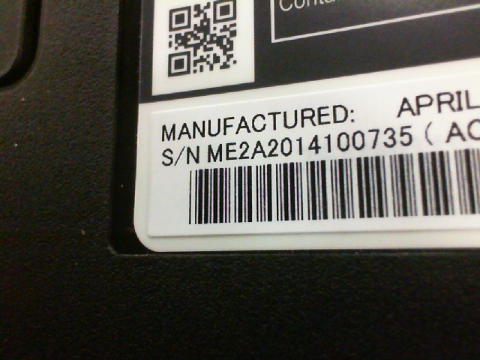 MANUFACTURED: APRIL
S/N ME2A2014100735 ( AC